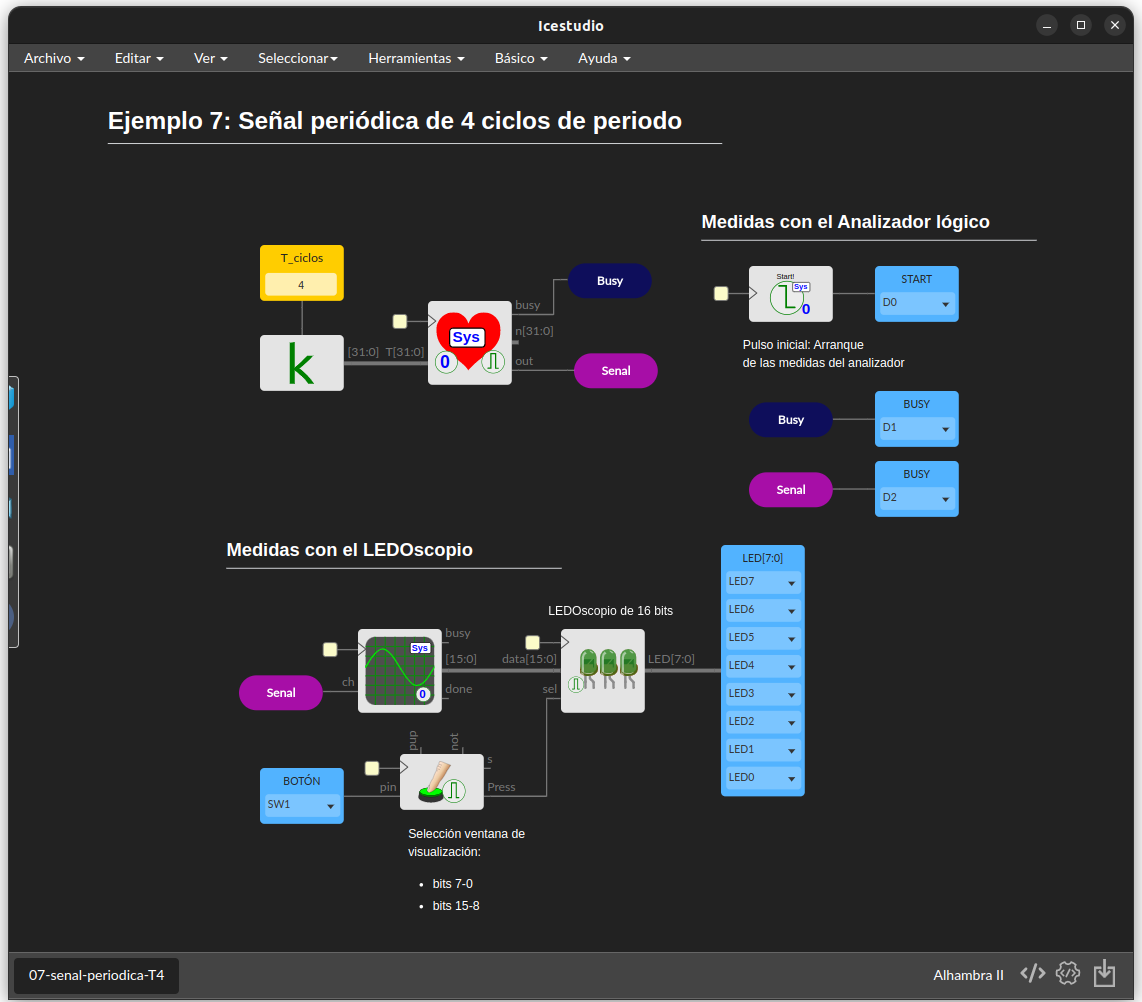 Icestudio
Archivo Editar Ver Seleccionar Herramientas Básico Ayuda
Ejemplo 7: Señal periódica de 4 ciclos de periodo
Medidas con el Analizador lógico
T_ciclos
4
k
[31:0] T[31:0]
Sys
0
busy
n[31:0]
out
Busy
Senal
Start!
Sys
0
START
D0
Pulso inicial: Arranque
de las medidas del analizador
Busy
BUSY
D1
Senal
BUSY
D2
Medidas con el LEDOscopio
LEDOscopio de 16 bits
Senal
ch
Sys
0
busy
[15:0]
done
data[15:0]
sel
LED[7:0]
LED[7:0]
LED7
LED6
LED5
LED4
LED3
LED2
LED1
LED0
BOTÓN
SW1
pin
pup
not
s
Press
Selección ventana de
visualización:
• bits 7-0
• bits 15-8
07-senal-periodica-T4
Alhambra II